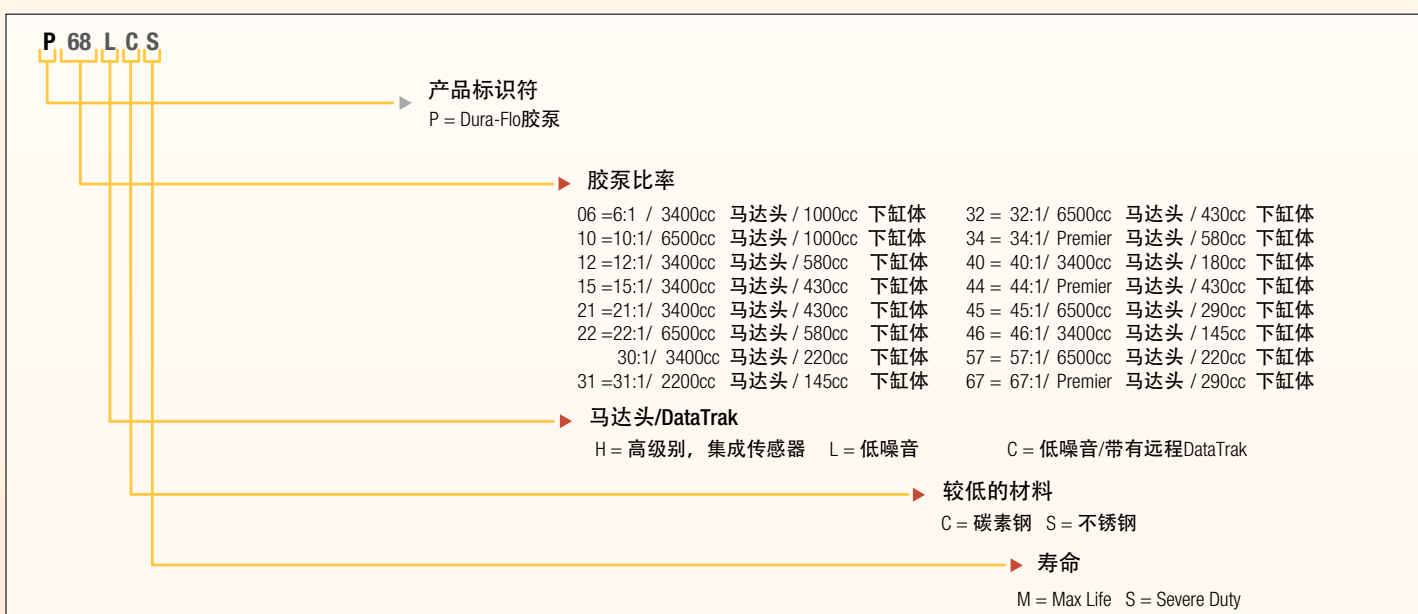 P 68 L C S
产品标识符
P = Dura-Flo胶泵
胶泵比率
06 =6:1 / 3400cc 马达头 / 1000cc 下缸体 32 = 32:1/ 6500cc 马达头 / 430cc 下缸体
10 =10:1/ 6500cc 马达头 / 1000cc 下缸体 34 = 34:1/ Premier 马达头 / 580cc 下缸体
12 =12:1/ 3400cc 马达头 / 580cc 下缸体 40 = 40:1/ 3400cc 马达头 / 180cc 下缸体
15 =15:1/ 3400cc 马达头 / 430cc 下缸体 44 = 44:1/ Premier 马达头 / 430cc 下缸体
21 =21:1/ 3400cc 马达头 / 430cc 下缸体 45 = 45:1/ 6500cc 马达头 / 290cc 下缸体
22 =22:1/ 6500cc 马达头 / 580cc 下缸体 46 = 46:1/ 3400cc 马达头 / 145cc 下缸体
30:1/ 3400cc 马达头 / 220cc 下缸体 57 = 57:1/ 6500cc 马达头 / 220cc 下缸体
31 =31:1/ 2200cc 马达头 / 145cc 下缸体 67 = 67:1/ Premier 马达头 / 290cc 下缸体
马达头/DataTrak
H = 高级别，集成传感器 L = 低噪音 C = 低噪音/带有远程DataTrak
较低的材料
C = 碳素钢 S = 不锈钢
寿命
M = Max Life S = Severe Duty